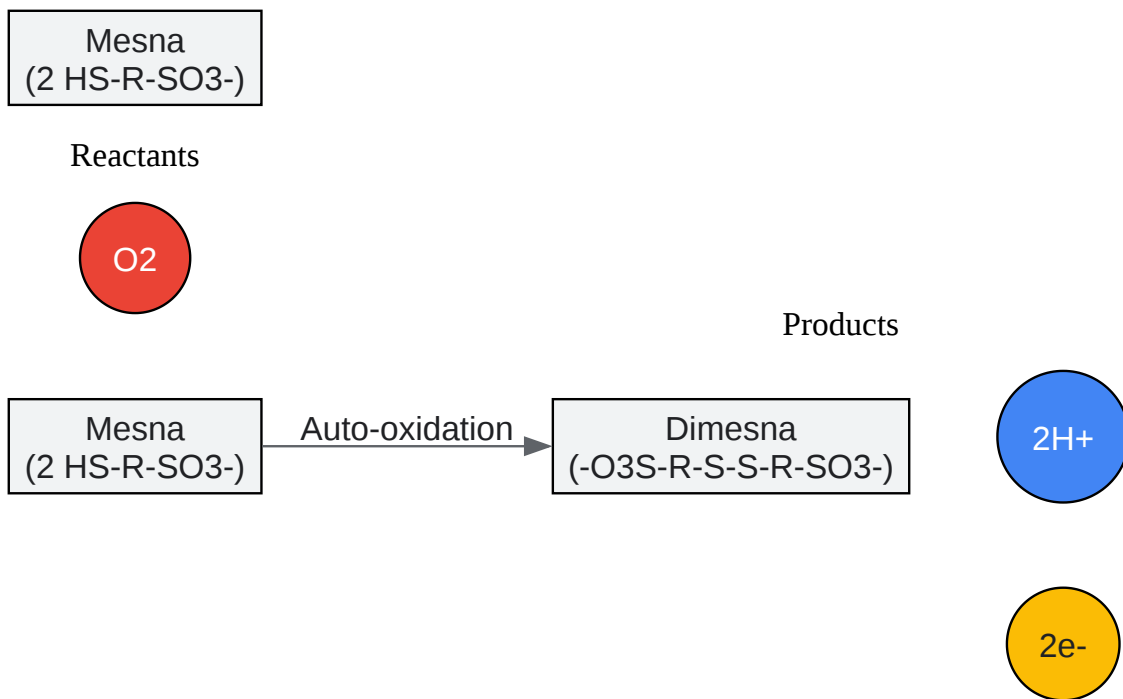 Mesna
(2 HS-R-SO3-)
Reactants
O2
Products
Mesna
(2 HS-R-SO3-)
Auto-oxidation
Dimesna
(-O3S-R-S-S-R-SO3-)
2H+
2e-